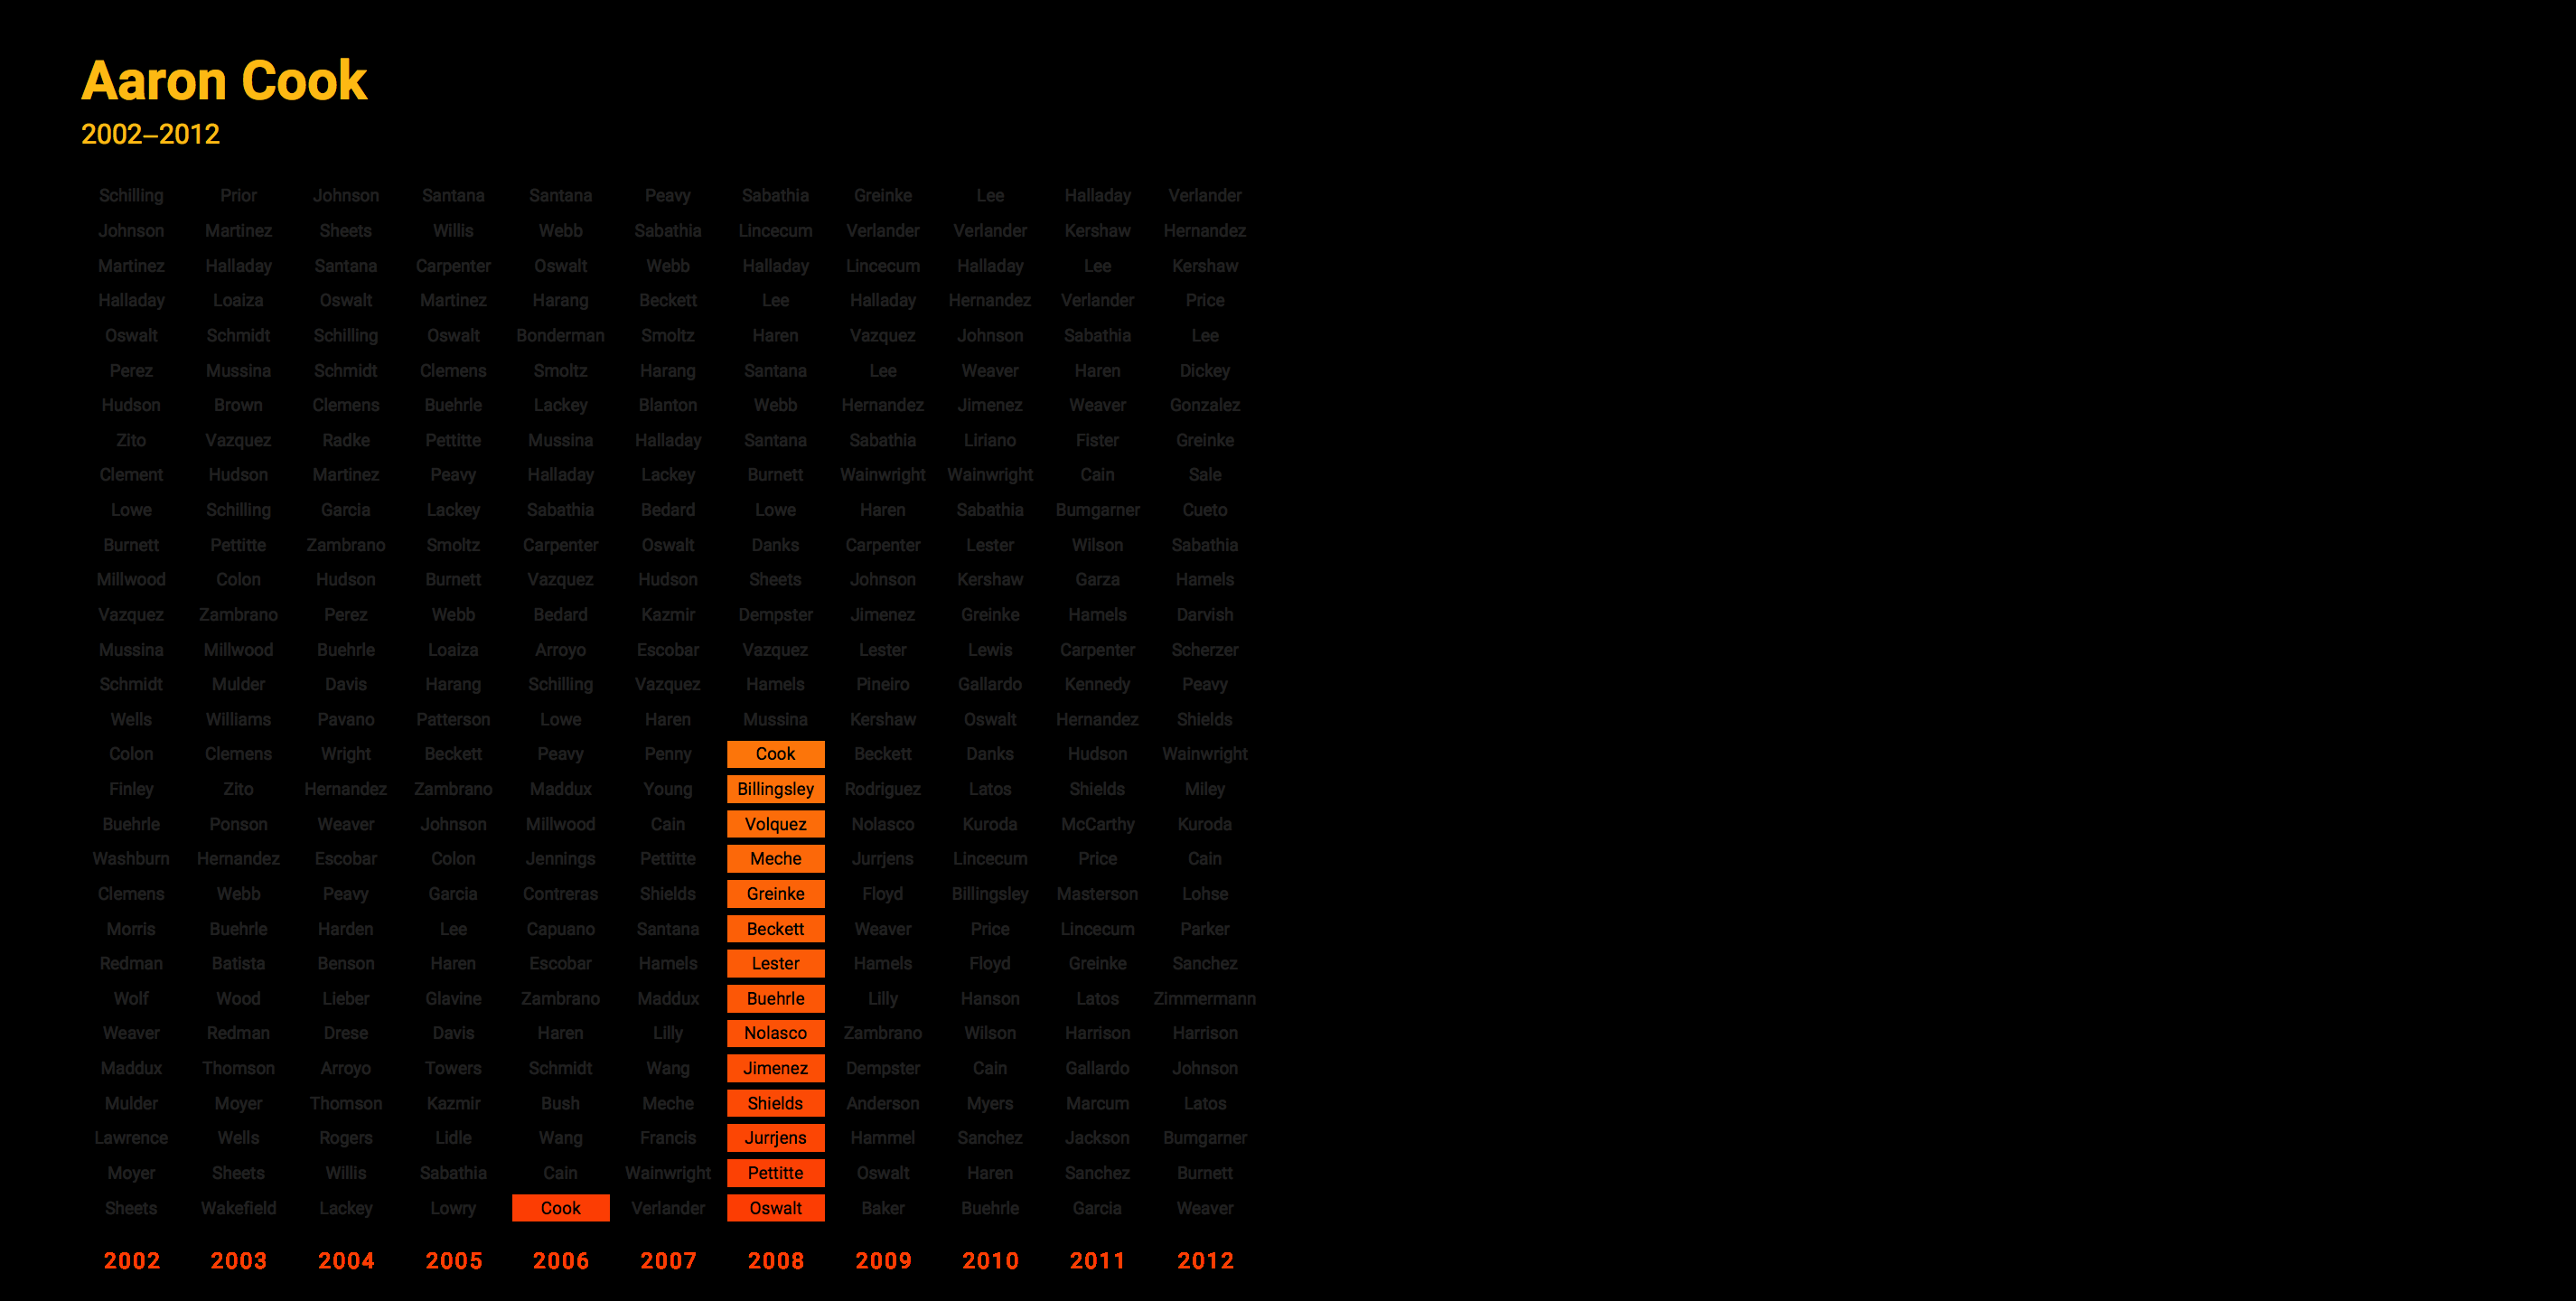 Aaron Cook
2002–2012
Schilling Prior Johnson Santana Santana Peavy Sabathia Greinke Lee Halladay Verlander
Johnson Martinez Sheets Willis Webb Sabathia Lincecum Verlander Verlander Kershaw Hernandez
Martinez Halladay Santana Carpenter Oswalt Webb Halladay Lincecum Halladay Lee Kershaw
Halladay Loaiza Oswalt Martinez Harang Beckett Lee Halladay Hernandez Verlander Price
Oswalt Schmidt Schilling Oswalt Bonderman Smoltz Haren Vazquez Johnson Sabathia Lee
Perez Mussina Schmidt Clemens Smoltz Harang Santana Lee Weaver Haren Dickey
Hudson Brown Clemens Buehrle Lackey Blanton Webb Hernandez Jimenez Weaver Gonzalez
Zito Vazquez Radke Pettitte Mussina Halladay Santana Sabathia Liriano Fister Greinke
Clement Hudson Martinez Peavy Halladay Lackey Burnett Wainwright Wainwright Cain Sale
Lowe Schilling Garcia Lackey Sabathia Bedard Lowe Haren Sabathia Bumgarner Cueto
Burnett Pettitte Zambrano Smoltz Carpenter Oswalt Danks Carpenter Lester Wilson Sabathia
Millwood Colon Hudson Burnett Vazquez Hudson Sheets Johnson Kershaw Garza Hamels
Vazquez Zambrano Perez Webb Bedard Kazmir Dempster Jimenez Greinke Hamels Darvish
Mussina Millwood Buehrle Loaiza Arroyo Escobar Vazquez Lester Lewis Carpenter Scherzer
Schmidt Mulder Davis Harang Schilling Vazquez Hamels Pineiro Gallardo Kennedy Peavy
Wells Williams Pavano Patterson Lowe Haren Mussina Kershaw Oswalt Hernandez Shields
Colon Clemens Wright Beckett Peavy Penny Cook Beckett Danks Hudson Wainwright
Finley Zito Hernandez Zambrano Maddux Young Billingsley Rodriguez Latos Shields Miley
Buehrle Ponson Weaver Johnson Millwood Cain Volquez Nolasco Kuroda McCarthy Kuroda
Washburn Hernandez Escobar Colon Jennings Pettitte Meche Jurrjens Lincecum Price Cain
Clemens Webb Peavy Garcia Contreras Shields Greinke Floyd Billingsley Masterson Lohse
Morris Buehrle Harden Lee Capuano Santana Beckett Weaver Price Lincecum Parker
Redman Batista Benson Haren Escobar Hamels Lester Hamels Floyd Greinke Sanchez
Wolf Wood Lieber Glavine Zambrano Maddux Buehrle Lilly Hanson Latos Zimmermann
Weaver Redman Drese Davis Haren Lilly Nolasco Zambrano Wilson Harrison Harrison
Maddux Thomson Arroyo Towers Schmidt Wang Jimenez Dempster Cain Gallardo Johnson
Mulder Moyer Thomson Kazmir Bush Meche Shields Anderson Myers Marcum Latos
Lawrence Wells Rogers Lidle Wang Francis Jurrjens Hammel Sanchez Jackson Bumgarner
Moyer Sheets Willis Sabathia Cain Wainwright Pettitte Oswalt Haren Sanchez Burnett
Sheets Wakefield Lackey Lowry Cook Verlander Oswalt Baker Buehrle Garcia Weaver
2002 2003 2004 2005 2006 2007 2008 2009 2010 2011 2012